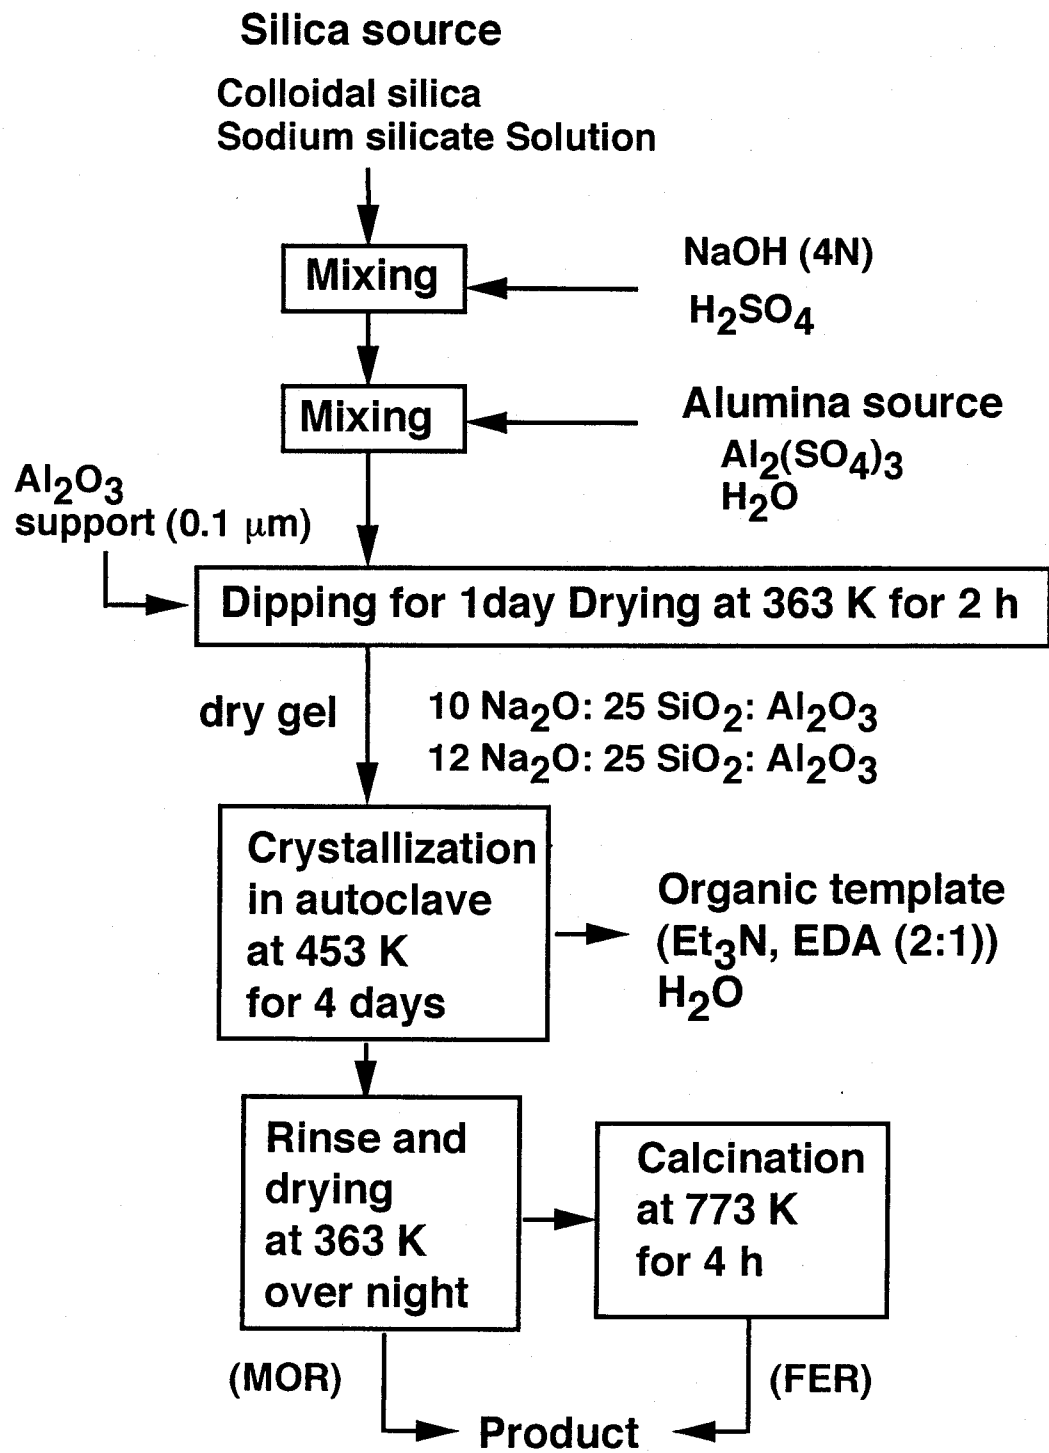 Silica source
Colloidal silica
Sodium silicate Solution
Mixing
NaOH (4N)
H2SO4
Mixing
Alumina source
Al2(SO4)3
H2O
Al2O3
support (0.1 μm)
Dipping for 1day Drying at 363 K for 2 h
dry gel
10 Na2O: 25 SiO2: Al2O3
12 Na2O: 25 SiO2: Al2O3
Crystallization
in autoclave
at 453 K
for 4 days
Organic template
(Et3N, EDA (2:1))
H2O
Rinse and
drying
at 363 K
over night
Calcination
at 773 K
for 4 h
(MOR)
(FER)
Product